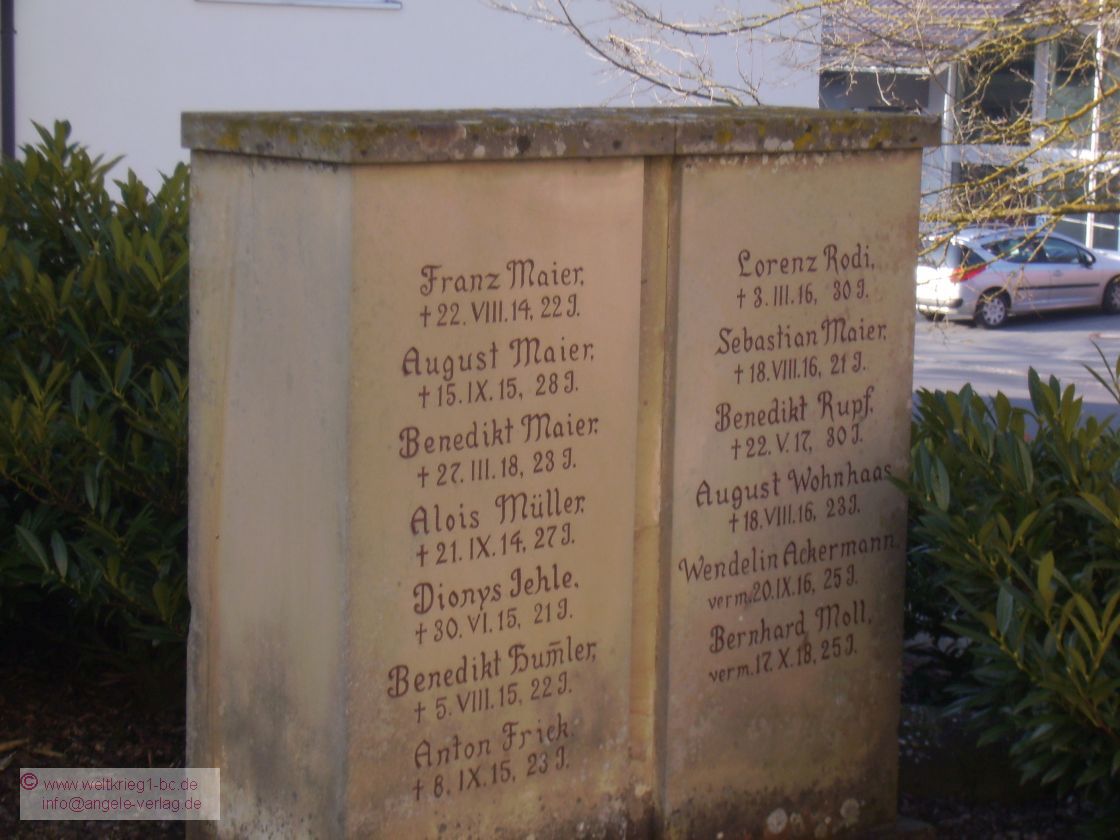 Franz Maier,
† 22. VIII. 14, 22 J.
August Maier,
† 15. IX. 15, 28 J.
Benedikt Maier,
† 27. III. 18, 23 J.
Alois Müller,
† 21. IX. 14, 27 J.
Dionys Jehle,
† 30. VI. 15, 21 J.
Benedikt Hum̅ler,
† 5. VIII. 15, 22 J.
Anton Frick.
† 8. IX. 15, 23 J.
Lorenz Rodi,
† 3. III. 16, 30 J.
Sebastian Maier,
† 18. VIII. 16, 21 J.
Benedikt Rupf,
† 22. V. 17, 30 J.
August Wohnhaas
† 18. VIII. 16, 23 J.
Wendelin Ackermann.
verm. 20. IX. 16, 25 J.
Bernhard Moll,
verm. 17. X. 18, 25 J.
© www.weltkrieg1-bc.de
info@angele-verlag.de